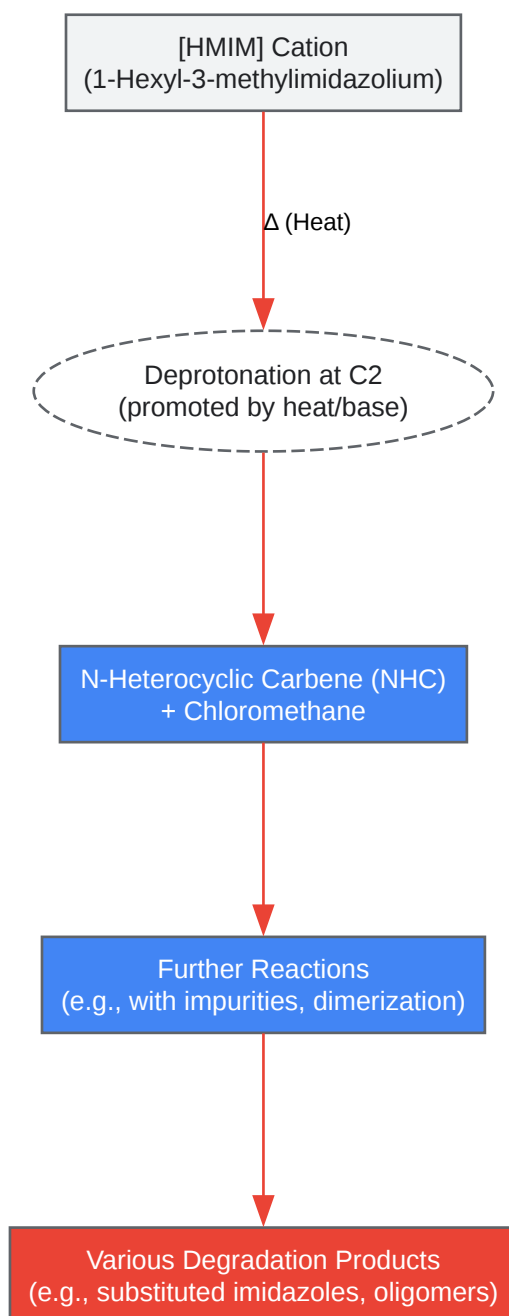 [HMIM] Cation
(1-Hexyl-3-methylimidazolium)
Δ (Heat)
Deprotonation at C2
(promoted by heat/base)
N-Heterocyclic Carbene (NHC)
+ Chloromethane
Further Reactions
(e.g., with impurities, dimerization)
Various Degradation Products
(e.g., substituted imidazoles, oligomers)